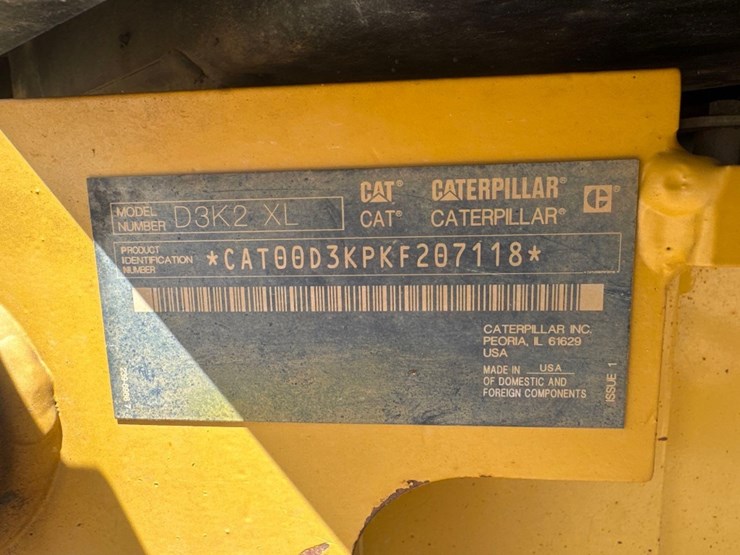 CAT® CATERPILLAR®
CAT® CATERPILLAR®
MODEL NUMBER D3K2 XL
PRODUCT IDENTIFICATION NUMBER *CAT00D3KPKF207118*
CATERPILLAR INC.
PEORIA, IL 61629
USA
MADE IN USA
OF DOMESTIC AND
FOREIGN COMPONENTS
ISSUE 1